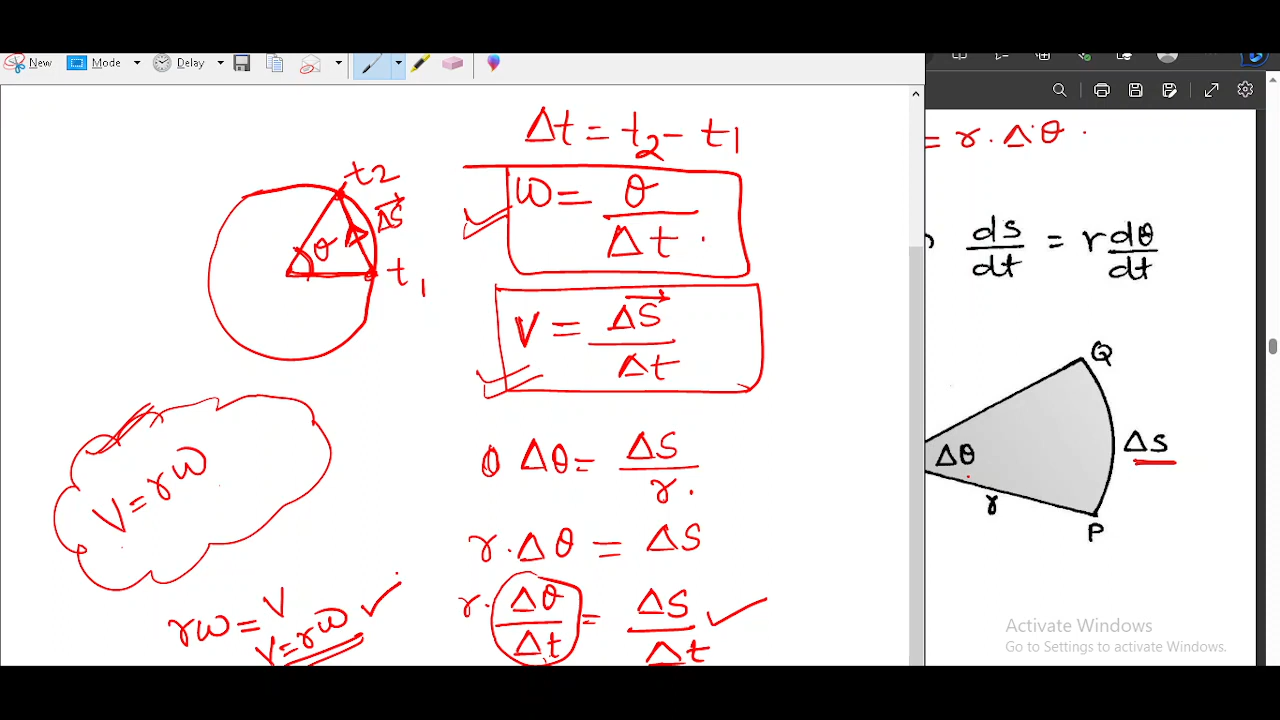 New Mode Delay
Δt = t2 - t1
t2
ω = θ / Δt
ΔS⃗
θ
t1
V = ΔS⃗ / Δt
θ Δθ = ΔS / r.
V = rω
r . Δθ = ΔS
r . Δθ / Δt = ΔS / Δt
rω = V
V = rω
= r . Δθ .
ds / dt = r dθ / dt
Q
Δθ
Δs
r
P
Activate Windows
Go to Settings to activate Windows.